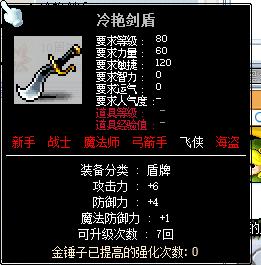 冷艳剑盾
要求等级： 80
要求力量： 60
要求敏捷： 120
要求智力： 0
要求运气： 0
要求人气度： -
道具等级： -
道具经验值： -
新手 战士 魔法师 弓箭手 飞侠 海盗
装备分类 : 盾牌
攻击力 : +6
防御力 : +4
魔法防御力 : +1
可升级次数 : 7回
金锤子已提高的强化次数: 0
的